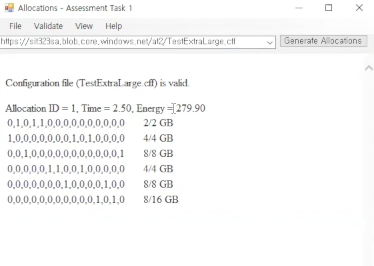 Allocations - Assessment Task 1
File Validate View Help
https://sit323sa.blob.core.windows.net/at2/TestExtraLarge.cff Generate Allocations
Configuration file (TestExtraLarge.cff) is valid.
Allocation ID = 1, Time = 2.50, Energy = 279.90
0,1,0,1,1,0,0,0,0,0,0,0,0,0 2/2 GB
1,0,0,0,0,0,0,1,0,1,0,0,0,0 4/4 GB
0,0,1,0,0,0,0,0,0,0,0,0,0,1 8/8 GB
0,0,0,0,0,1,1,0,0,1,0,0,0,0,0 4/4 GB
0,0,0,0,0,0,0,1,0,0,0,0,1,0,0 8/8 GB
0,0,0,0,0,0,0,0,0,0,0,1,0,1,0 8/16 GB